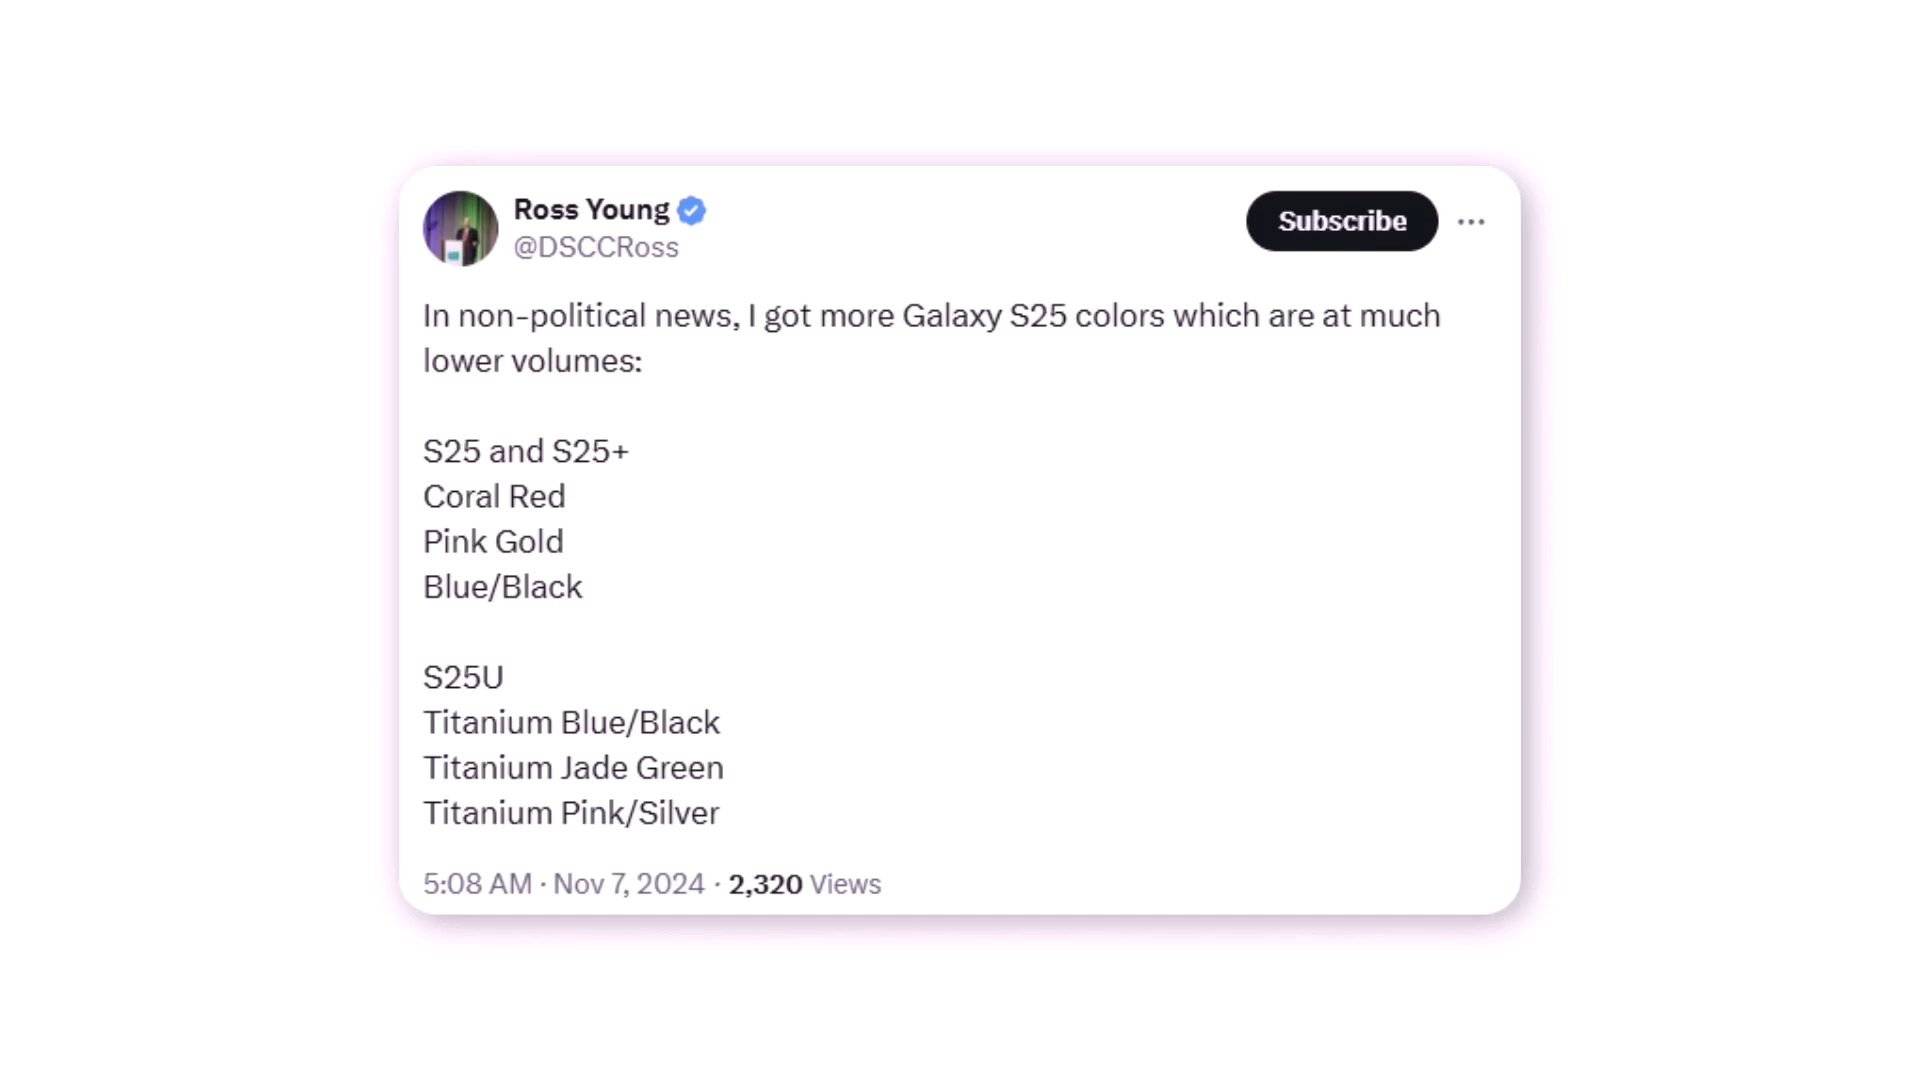 Ross Young
@DSCCRoss
Subscribe
In non-political news, I got more Galaxy S25 colors which are at much
lower volumes:
S25 and S25+
Coral Red
Pink Gold
Blue/Black
S25U
Titanium Blue/Black
Titanium Jade Green
Titanium Pink/Silver
5:08 AM · Nov 7, 2024 · 2,320 Views